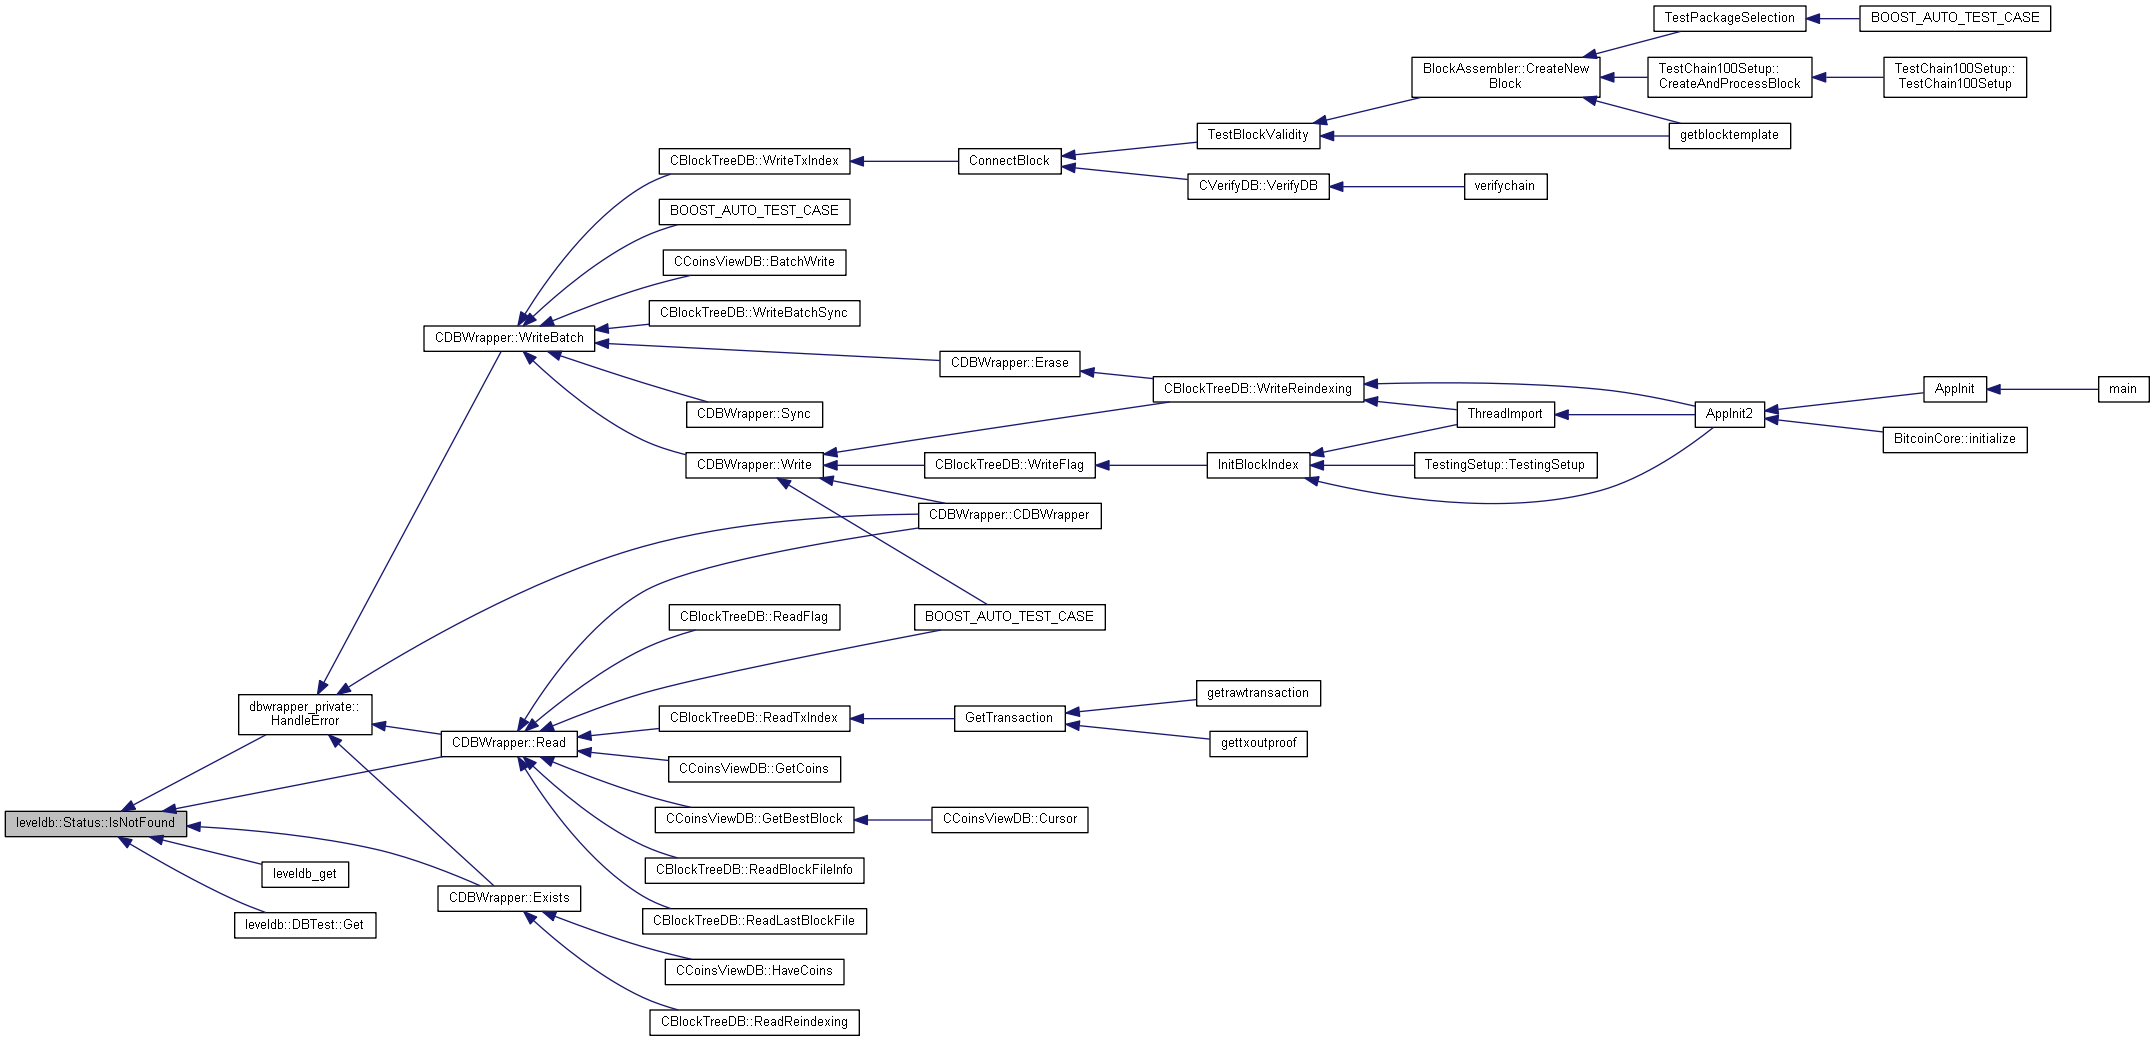 TestPackageSelection
BOOST_AUTO_TEST_CASE
BlockAssembler::CreateNew
Block
TestChain100Setup::
CreateAndProcessBlock
TestChain100Setup::
TestChain100Setup
TestBlockValidity
getblocktemplate
CBlockTreeDB::WriteTxIndex
ConnectBlock
CVerifyDB::VerifyDB
verifychain
BOOST_AUTO_TEST_CASE
CCoinsViewDB::BatchWrite
CBlockTreeDB::WriteBatchSync
CDBWrapper::WriteBatch
CDBWrapper::Erase
CBlockTreeDB::WriteReindexing
AppInit
main
CDBWrapper::Sync
ThreadImport
AppInit2
BitcoinCore::initialize
CDBWrapper::Write
CBlockTreeDB::WriteFlag
InitBlockIndex
TestingSetup::TestingSetup
CDBWrapper::CDBWrapper
CBlockTreeDB::ReadFlag
BOOST_AUTO_TEST_CASE
dbwrapper_private::
HandleError
CDBWrapper::Read
CBlockTreeDB::ReadTxIndex
GetTransaction
getrawtransaction
gettxoutproof
CCoinsViewDB::GetCoins
leveldb::Status::IsNotFound
CCoinsViewDB::GetBestBlock
CCoinsViewDB::Cursor
leveldb_get
CBlockTreeDB::ReadBlockFileInfo
CDBWrapper::Exists
leveldb::DBTest::Get
CBlockTreeDB::ReadLastBlockFile
CCoinsViewDB::HaveCoins
CBlockTreeDB::ReadReindexing